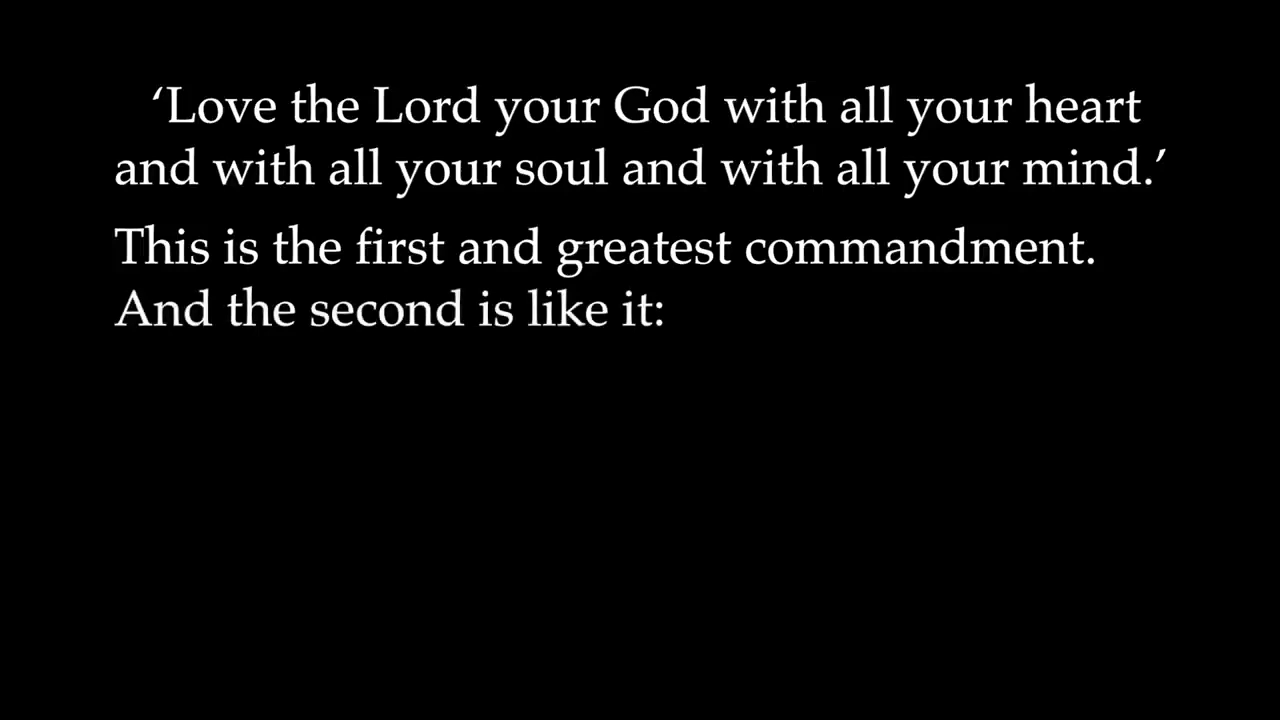 ‘Love the Lord your God with all your heart
and with all your soul and with all your mind.’
This is the first and greatest commandment.
And the second is like it: